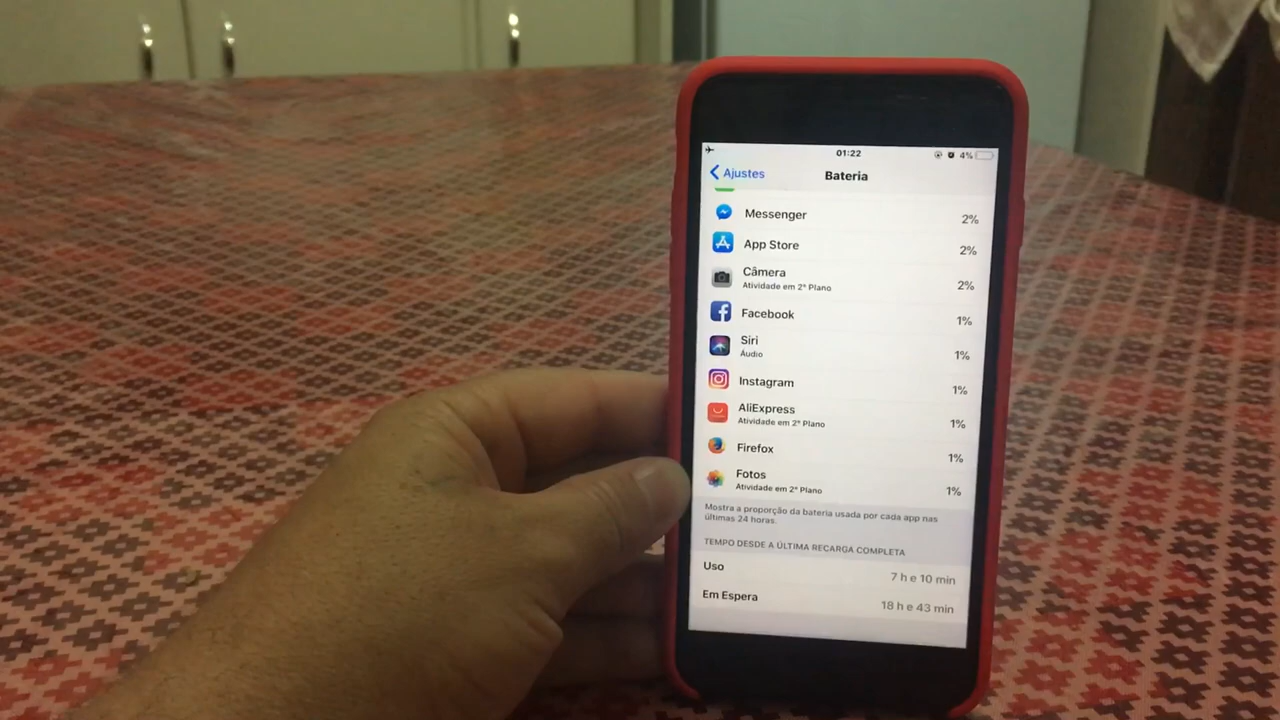 01:22
4%
Ajustes
Bateria
Messenger
2%
App Store
2%
Câmera
Atividade em 2º Plano
2%
Facebook
1%
Siri
Áudio
1%
Instagram
1%
AliExpress
Atividade em 2º Plano
1%
Firefox
1%
Fotos
Atividade em 2º Plano
1%
Mostra a proporção da bateria usada por cada app nas
últimas 24 horas.
TEMPO DESDE A ÚLTIMA RECARGA COMPLETA
Uso
7 h e 10 min
Em Espera
18 h e 43 min